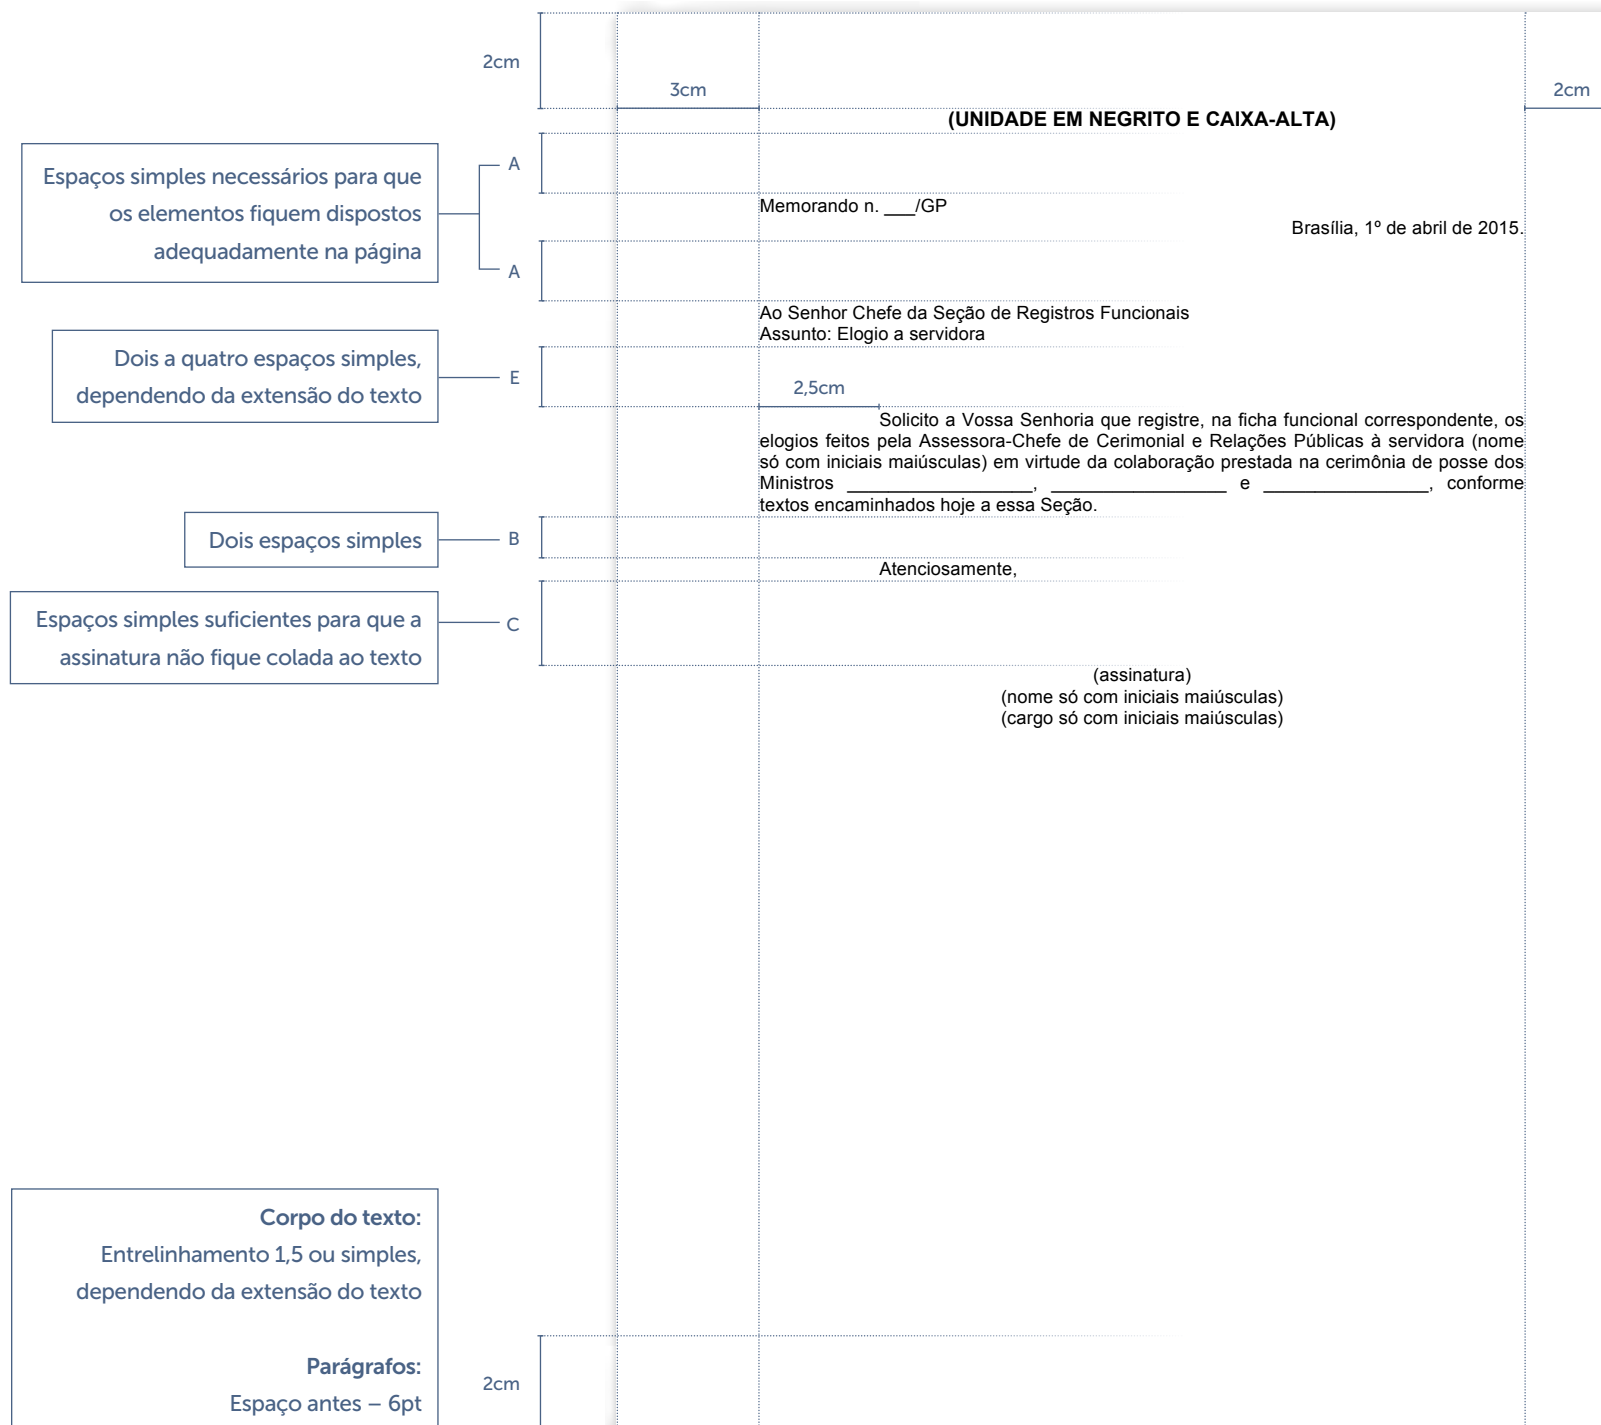 2cm
3cm
2cm
(UNIDADE EM NEGRITO E CAIXA-ALTA)
Espaços simples necessários para que
os elementos fiquem dispostos
adequadamente na página
A
A
Memorando n. ___/GP
Brasília, 1º de abril de 2015.
Ao Senhor Chefe da Seção de Registros Funcionais
Assunto: Elogio a servidora
Dois a quatro espaços simples,
dependendo da extensão do texto
E
2,5cm
Solicito a Vossa Senhoria que registre, na ficha funcional correspondente, os
elogios feitos pela Assessora-Chefe de Cerimonial e Relações Públicas à servidora (nome
só com iniciais maiúsculas) em virtude da colaboração prestada na cerimônia de posse dos
Ministros __________________, _________________ e ________________, conforme
textos encaminhados hoje a essa Seção.
Dois espaços simples
B
Atenciosamente,
Espaços simples suficientes para que a
assinatura não fique colada ao texto
C
(assinatura)
(nome só com iniciais maiúsculas)
(cargo só com iniciais maiúsculas)
Corpo do texto:
Entrelinhamento 1,5 ou simples,
dependendo da extensão do texto
Parágrafos:
Espaço antes – 6pt
2cm